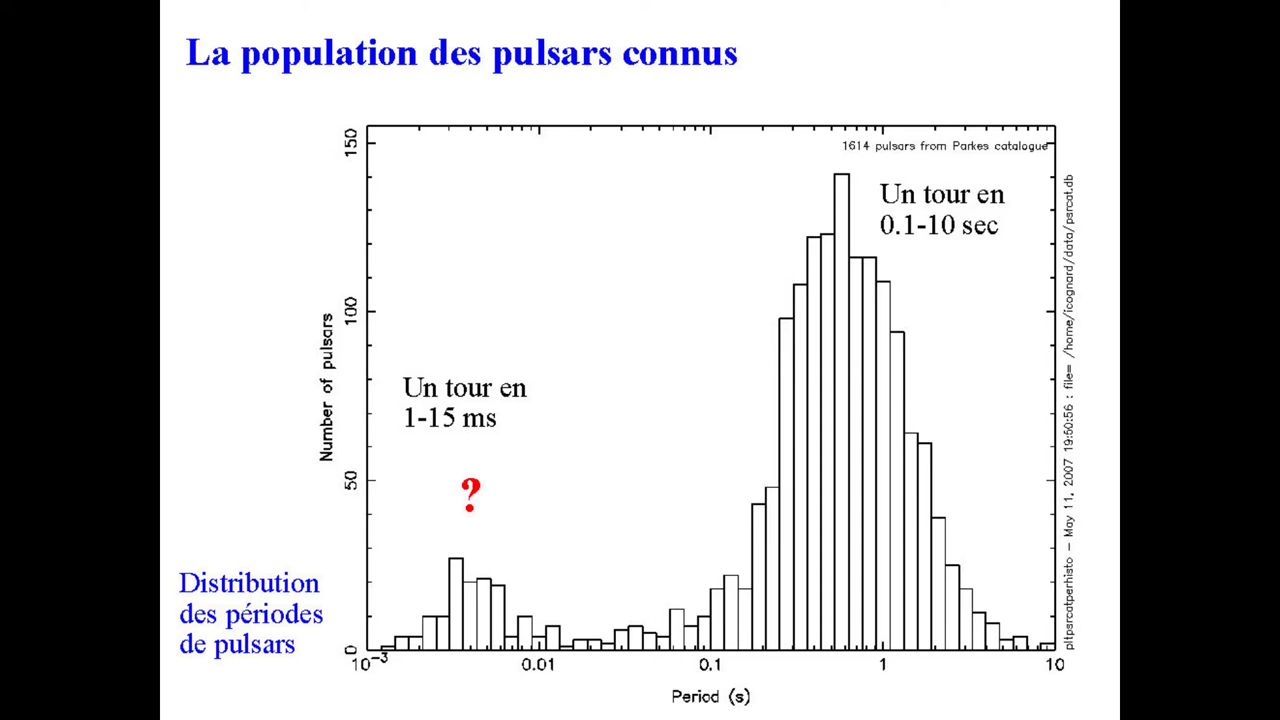 La population des pulsars connus
1614 pulsars from Parkes catalogue
Un tour en
0.1-10 sec
Un tour en
1-15 ms
?
Distribution
des périodes
de pulsars
150
100
50
0
Number of pulsars
10⁻³
0.01
0.1
1
10
Period (s)
pltpsrcatperhisto – May 11, 2007 19:50:56 : file= /home/icognard/data/psrcat.db